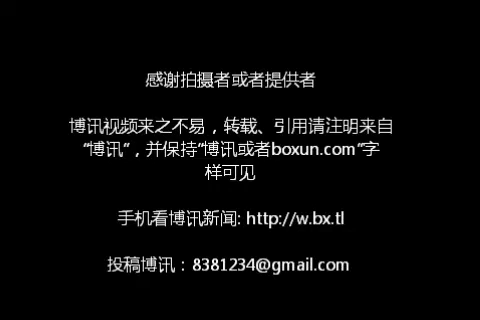 感谢拍摄者或者提供者
博讯视频来之不易，转载、引用请注明来自
“博讯”，并保持“博讯或者boxun.com”字
样可见
手机看博讯新闻: http://w.bx.tl
投稿博讯：8381234@gmail.com